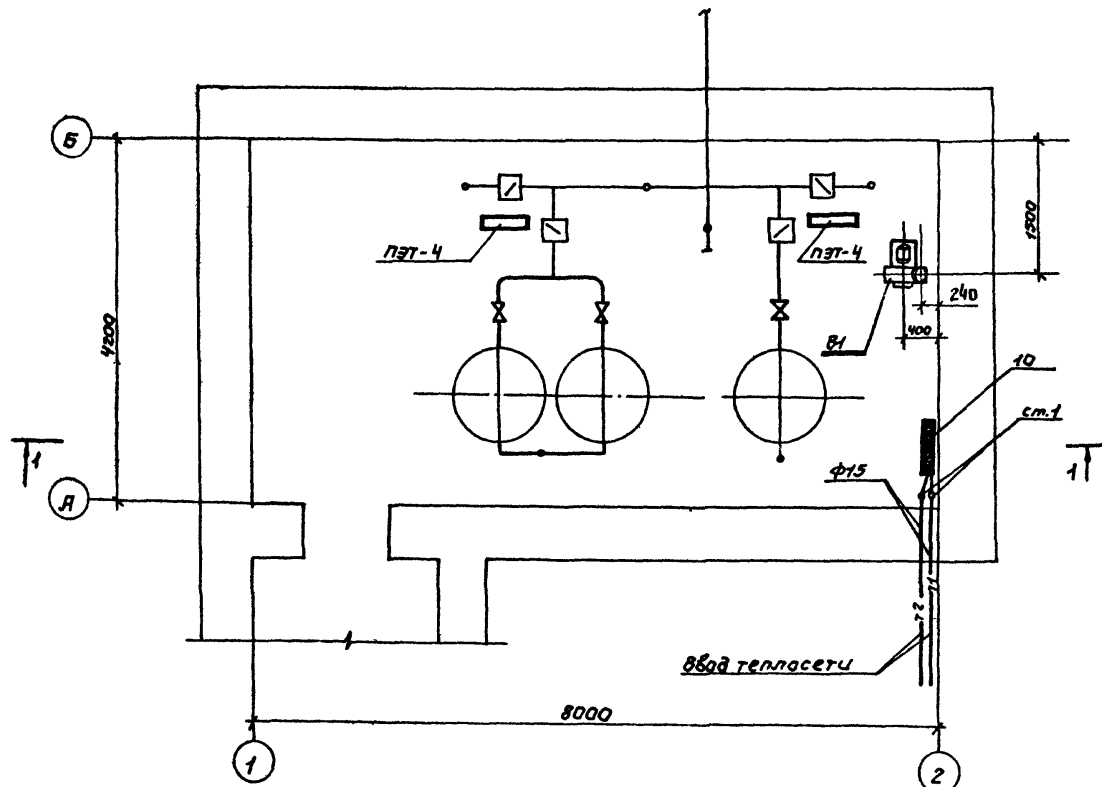 Б
1500
ПЭТ-4
ПЭТ-4
240
400
В1
4200
10
ст.1
1
1
Ф15
А
Т1
Т2
Ввод теплосети
8000
1
2